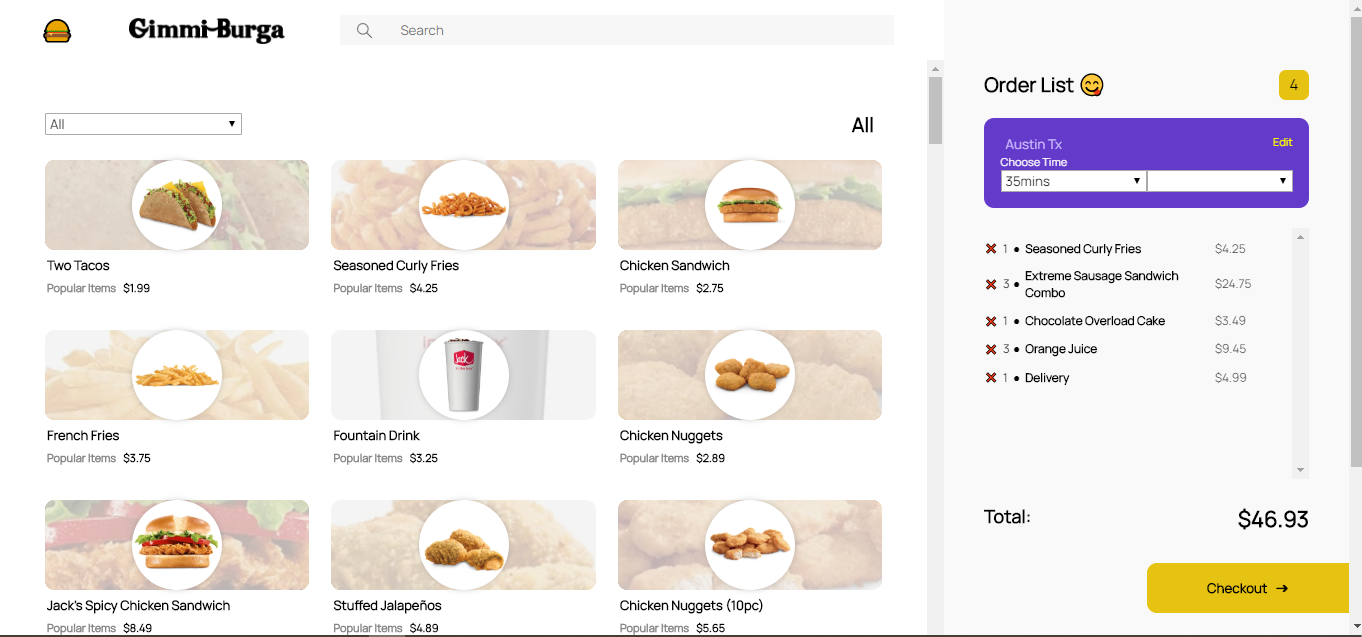 Gimmi-Burga
Search
All
All
Two Tacos
Popular Items $1.99
Seasoned Curly Fries
Popular Items $4.25
Chicken Sandwich
Popular Items $2.75
French Fries
Popular Items $3.75
Jack
Fountain Drink
Popular Items $3.25
Chicken Nuggets
Popular Items $2.89
Jack's Spicy Chicken Sandwich
Popular Items $8.49
Stuffed Jalapeños
Popular Items $4.89
Chicken Nuggets (10pc)
Popular Items $5.65
Order List 😋
4
Austin Tx
Edit
Choose Time
35mins
1 • Seasoned Curly Fries $4.25
3 • Extreme Sausage Sandwich
Combo $24.75
1 • Chocolate Overload Cake $3.49
3 • Orange Juice $9.45
1 • Delivery $4.99
Total: $46.93
Checkout →